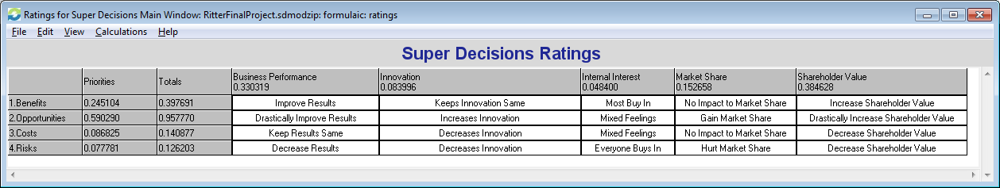 Ratings for Super Decisions Main Window: RitterFinalProject.sdmodzip: formulaic: ratings
File Edit View Calculations Help
Super Decisions Ratings
Priorities Totals Business Performance 0.330319 Innovation 0.083996 Internal Interest 0.048400 Market Share 0.152658 Shareholder Value 0.384628
1.Benefits 0.245104 0.397691 Improve Results Keeps Innovation Same Most Buy In No Impact to Market Share Increase Shareholder Value
2.Opportunities 0.590290 0.957770 Drastically Improve Results Increases Innovation Mixed Feelings Gain Market Share Drastically Increase Shareholder Value
3.Costs 0.086825 0.140877 Keep Results Same Decreases Innovation Mixed Feelings No Impact to Market Share Decrease Shareholder Value
4.Risks 0.077781 0.126203 Decrease Results Decreases Innovation Everyone Buys In Hurt Market Share Decrease Shareholder Value